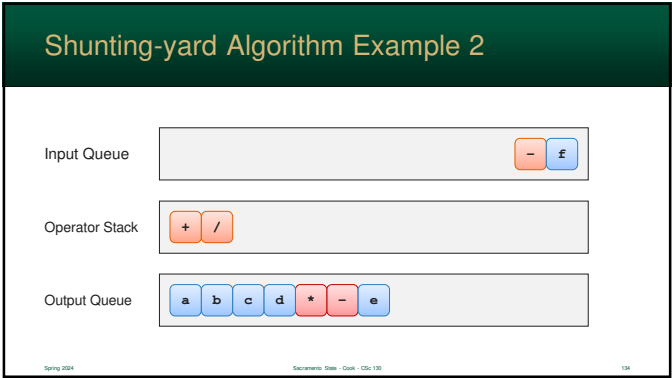 Shunting-yard Algorithm Example 2
Input Queue
- f
Operator Stack
+ /
Output Queue
a b c d * - e
Spring 2024
Sacramento State - Cook - CSc 130
134